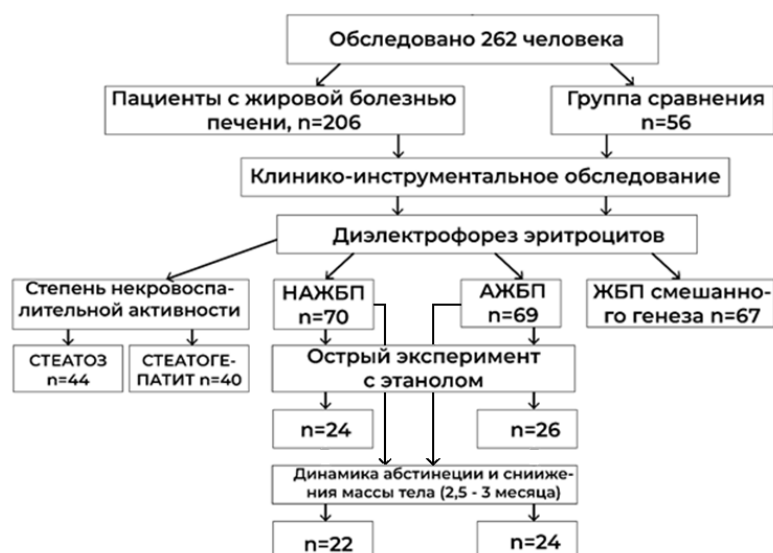 Обследовано 262 человека
Пациенты с жировой болезнью
печени, n=206
Группа сравнения
n=56
Клинико-инструментальное обследование
Диэлектрофорез эритроцитов
Степень некровоспа-
лительной активности
НАЖБП
n=70
АЖБП
n=69
ЖБП смешанно-
го генеза n=67
СТЕАТОЗ
n=44
СТЕАТОГЕ-
ПАТИТ n=40
Острый эксперимент
с этанолом
n=24
n=26
Динамика абстинеции и сниижe-
ния массы тела (2,5 - 3 месяца)
n=22
n=24